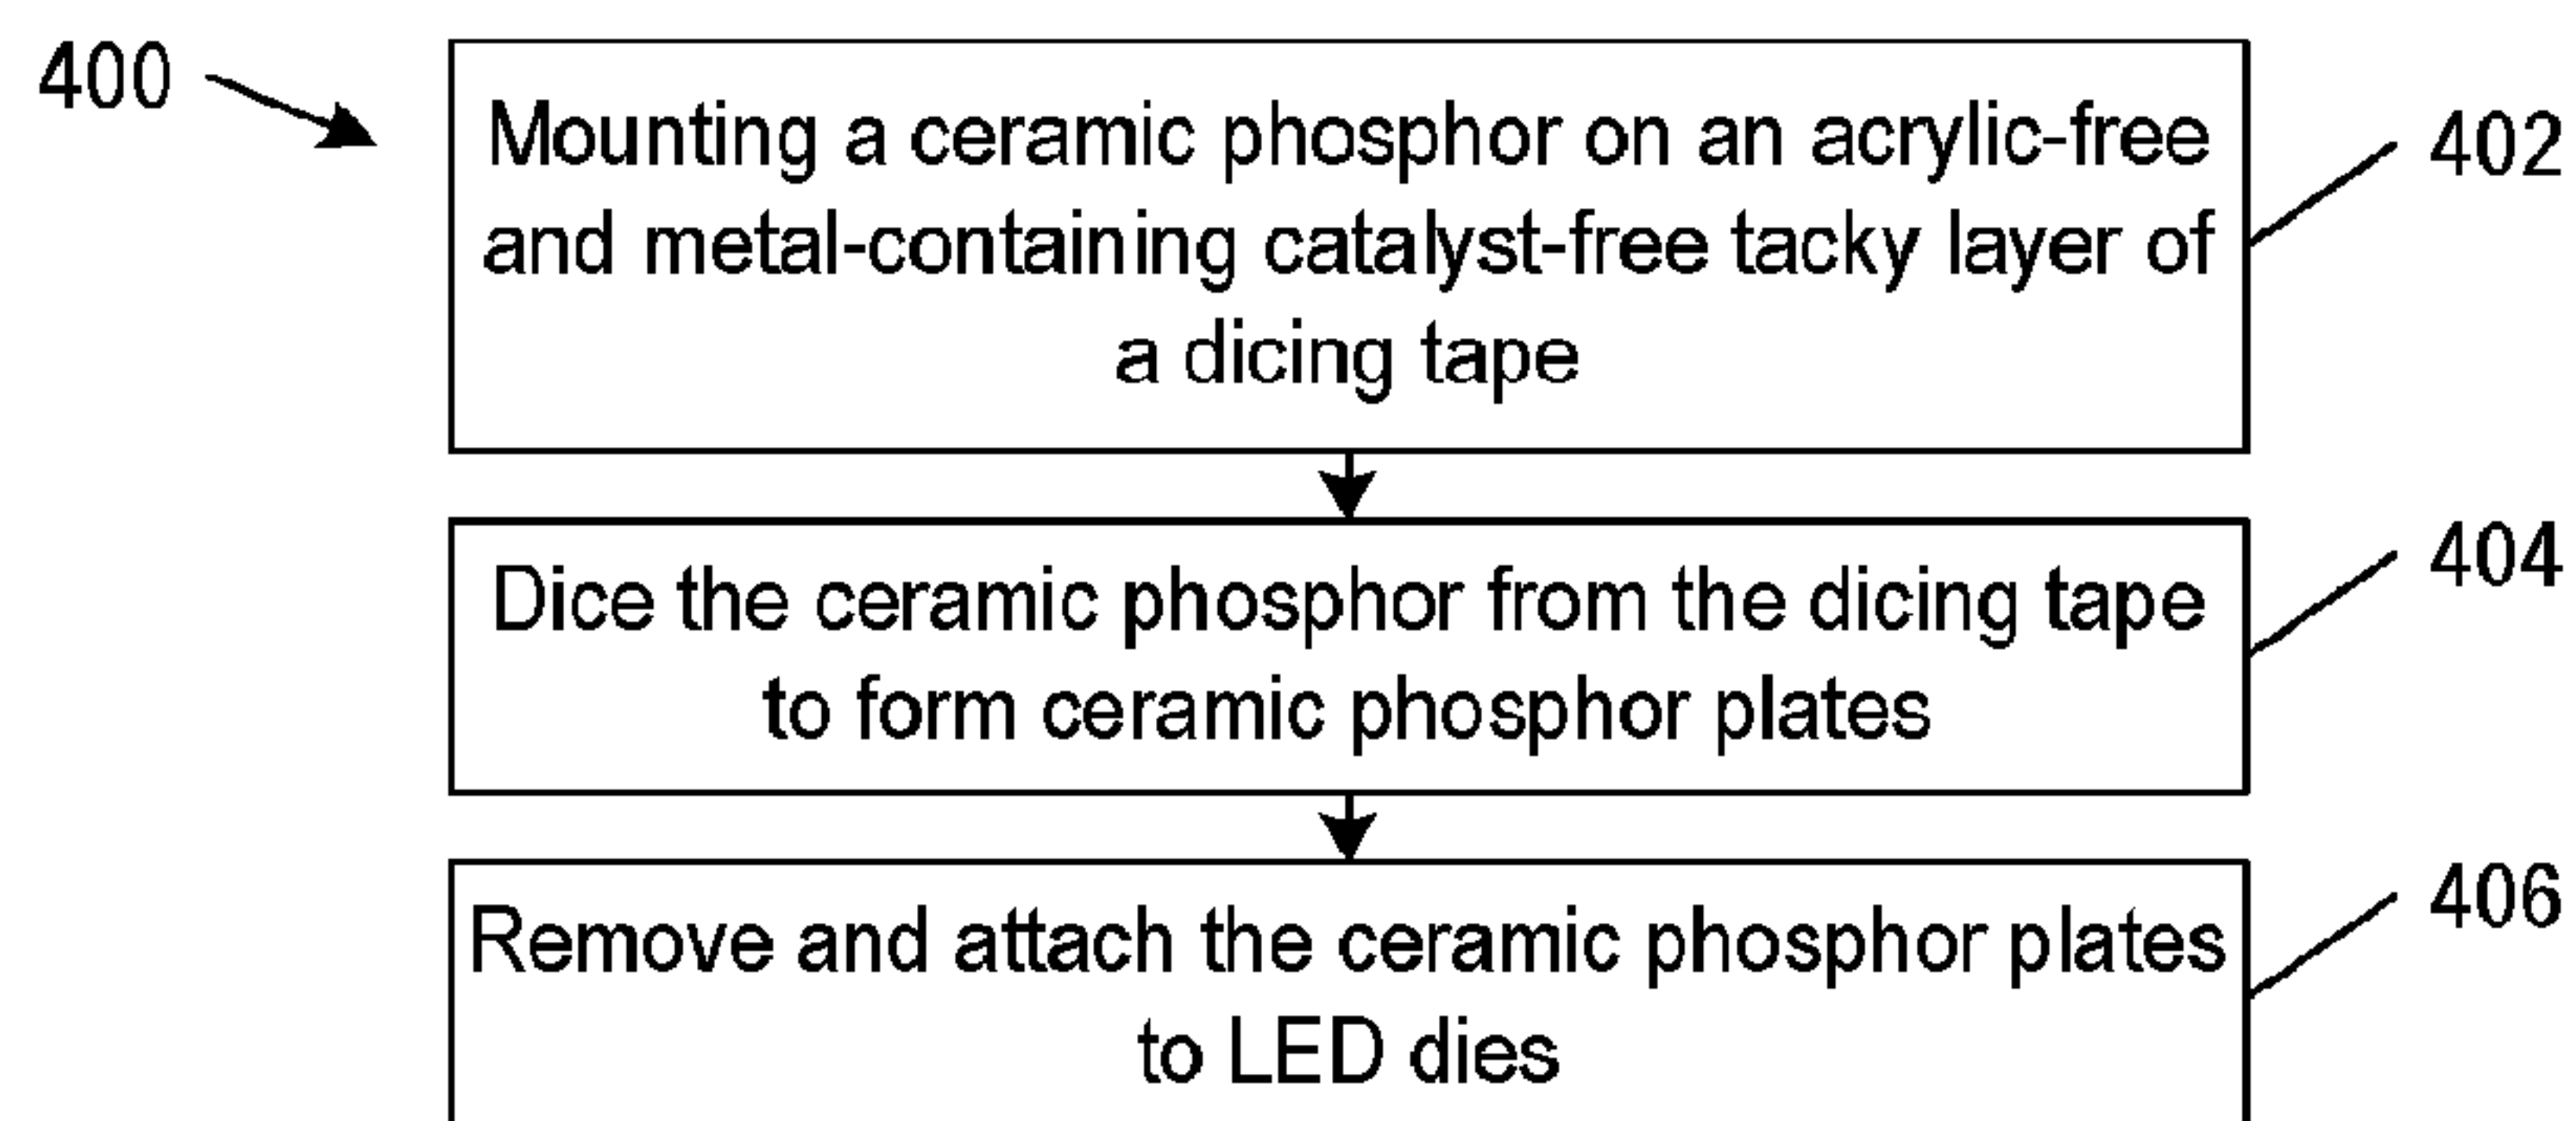 400
Mounting a ceramic phosphor on an acrylic-free
and metal-containing catalyst-free tacky layer of
a dicing tape
402
Dice the ceramic phosphor from the dicing tape
to form ceramic phosphor plates
404
Remove and attach the ceramic phosphor plates
to LED dies
406